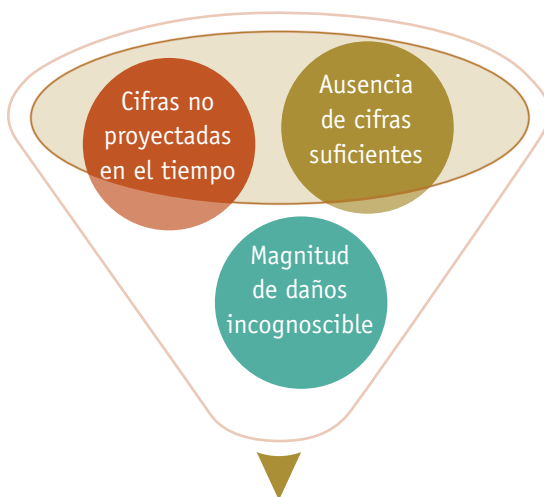 Cifras no
proyectadas
en el tiempo
Ausencia
de cifras
suficientes
Magnitud
de daños
incognoscible